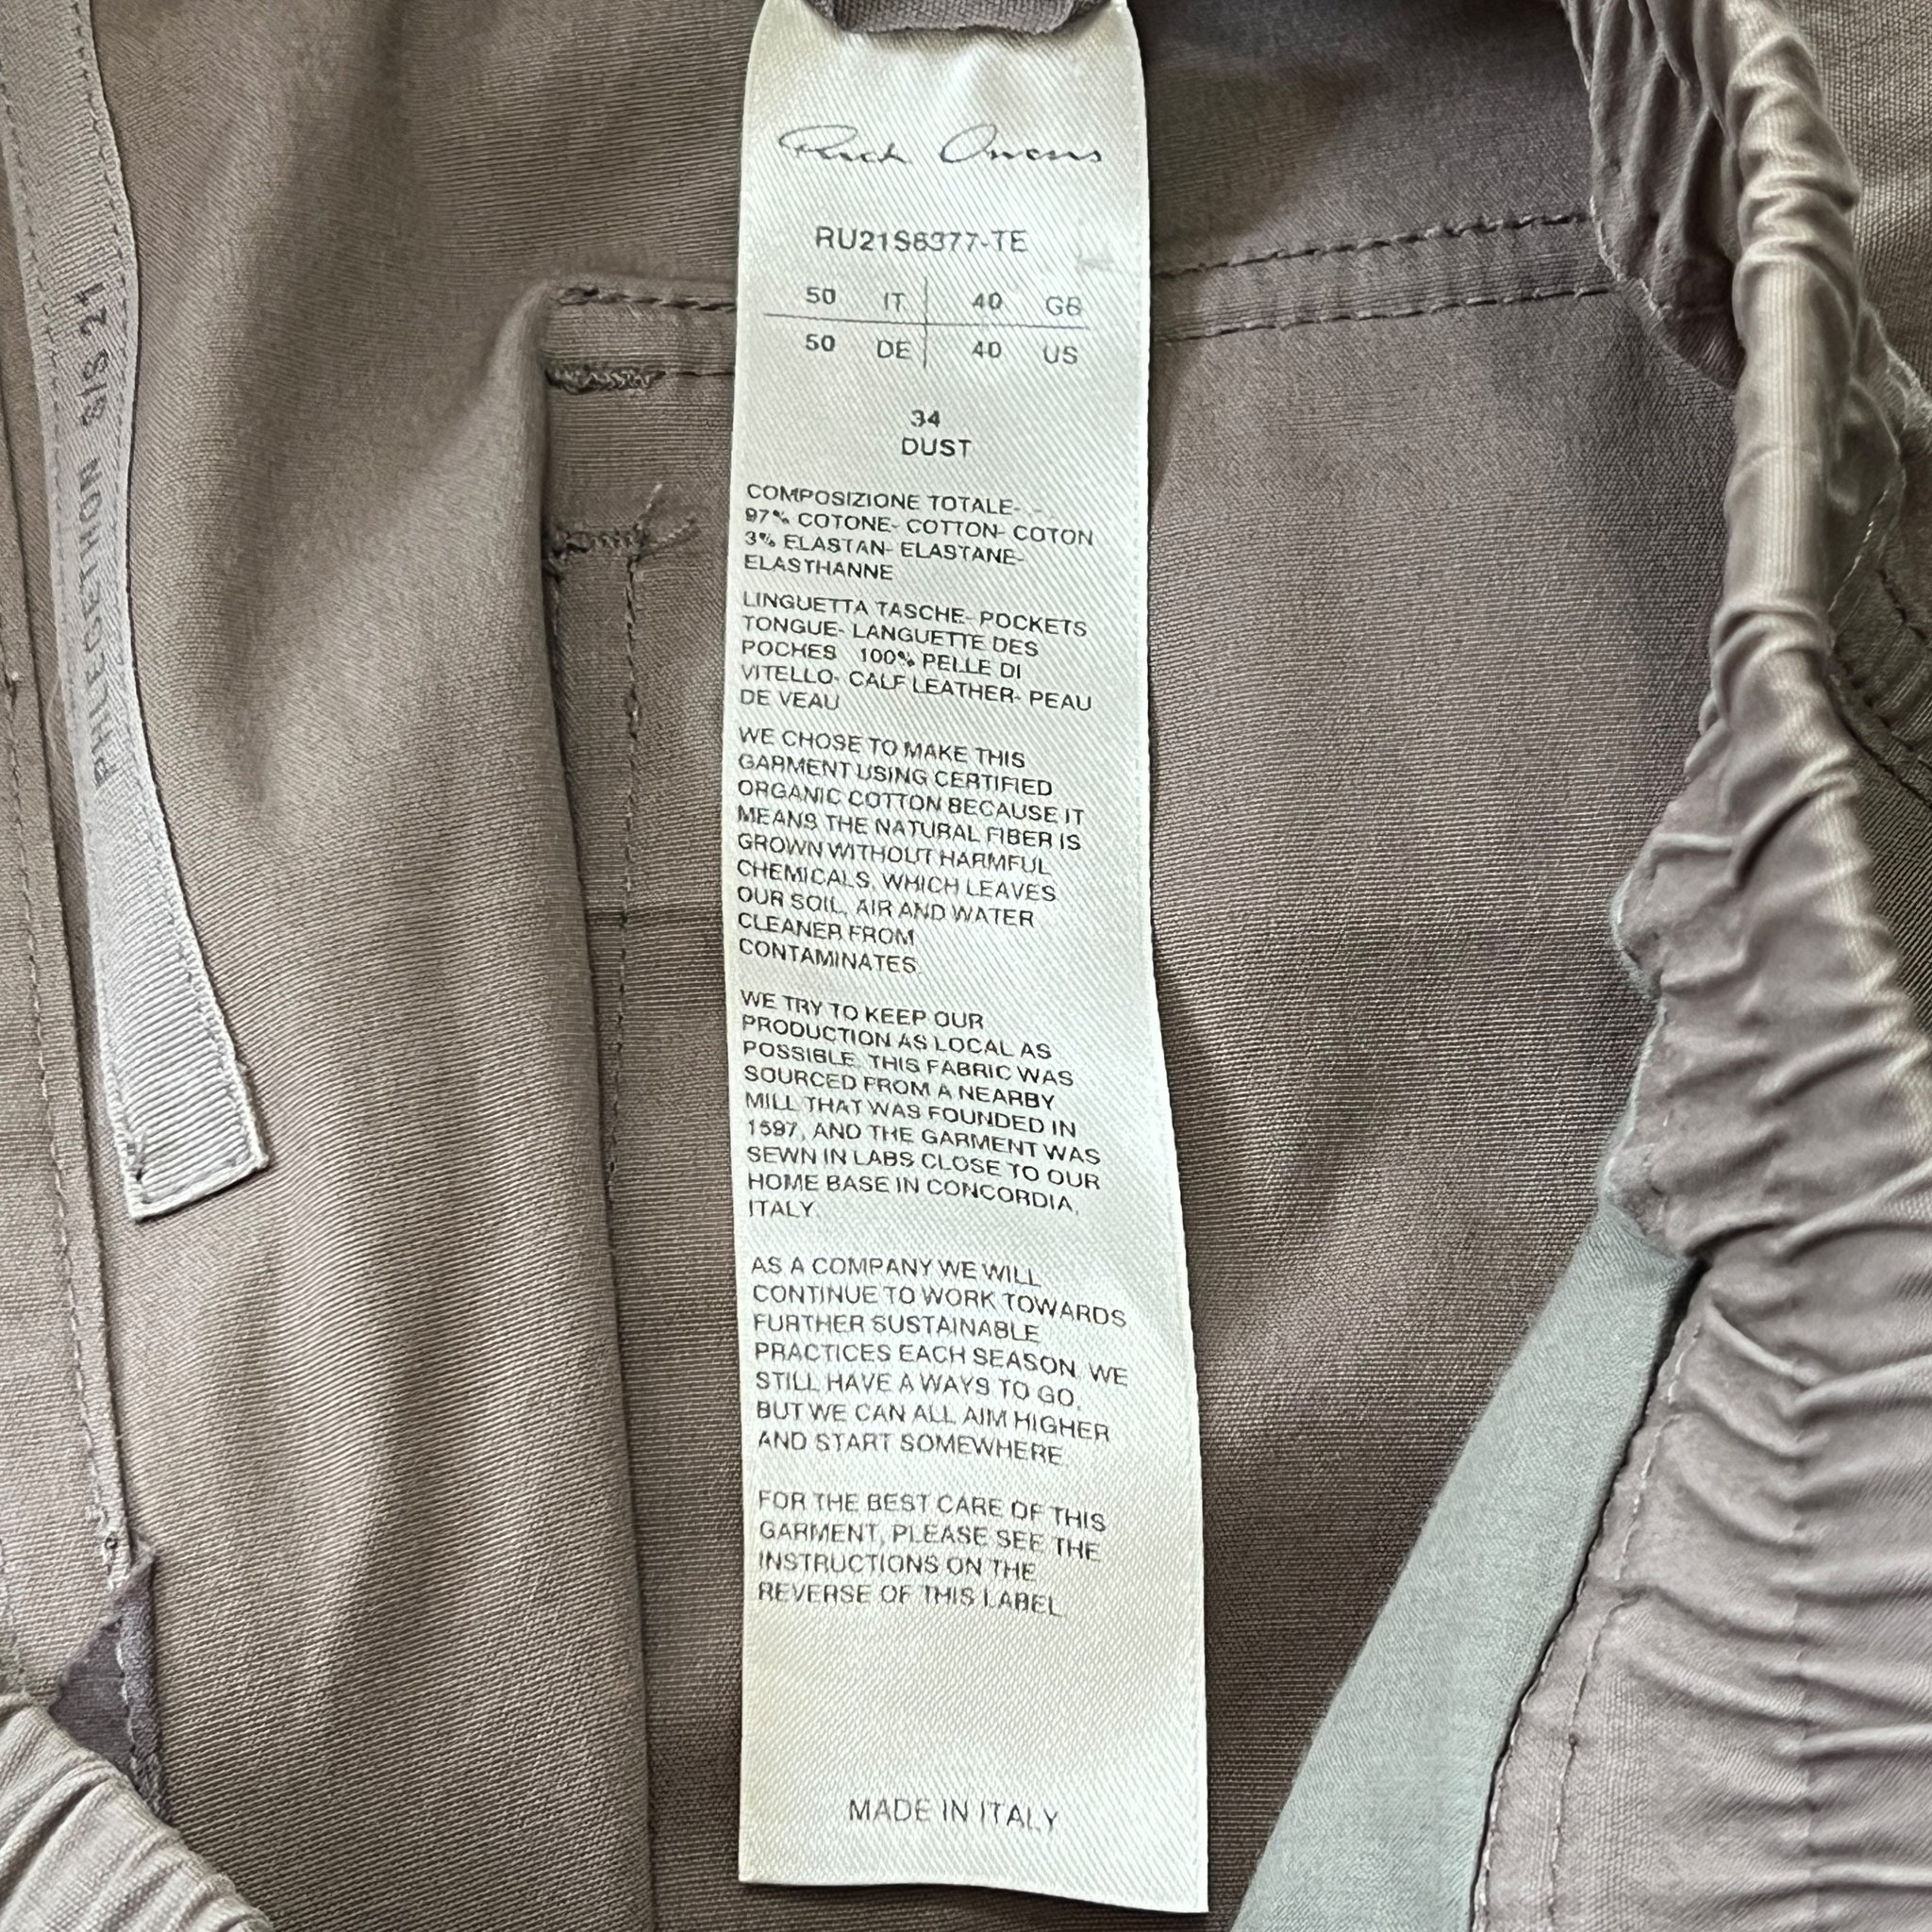 PHLEGETHON S/S 21
Rick Owens
RU21S6377-TE
50 IT 40 GB
50 DE 40 US
34
DUST
COMPOSIZIONE TOTALE- -
97% COTONE- COTTON- COTON
3% ELASTAN- ELASTANE-
ELASTHANNE
LINGUETTA TASCHE- POCKETS
TONGUE- LANGUETTE DES
POCHES 100% PELLE DI
VITELLO- CALF LEATHER- PEAU
DE VEAU
WE CHOSE TO MAKE THIS
GARMENT USING CERTIFIED
ORGANIC COTTON BECAUSE IT
MEANS THE NATURAL FIBER IS
GROWN WITHOUT HARMFUL
CHEMICALS, WHICH LEAVES
OUR SOIL, AIR AND WATER
CLEANER FROM
CONTAMINATES.
WE TRY TO KEEP OUR
PRODUCTION AS LOCAL AS
POSSIBLE. THIS FABRIC WAS
SOURCED FROM A NEARBY
MILL THAT WAS FOUNDED IN
1597, AND THE GARMENT WAS
SEWN IN LABS CLOSE TO OUR
HOME BASE IN CONCORDIA,
ITALY.
AS A COMPANY WE WILL
CONTINUE TO WORK TOWARDS
FURTHER SUSTAINABLE
PRACTICES EACH SEASON. WE
STILL HAVE A WAYS TO GO,
BUT WE CAN ALL AIM HIGHER
AND START SOMEWHERE.
FOR THE BEST CARE OF THIS
GARMENT, PLEASE SEE THE
INSTRUCTIONS ON THE
REVERSE OF THIS LABEL.
MADE IN ITALY